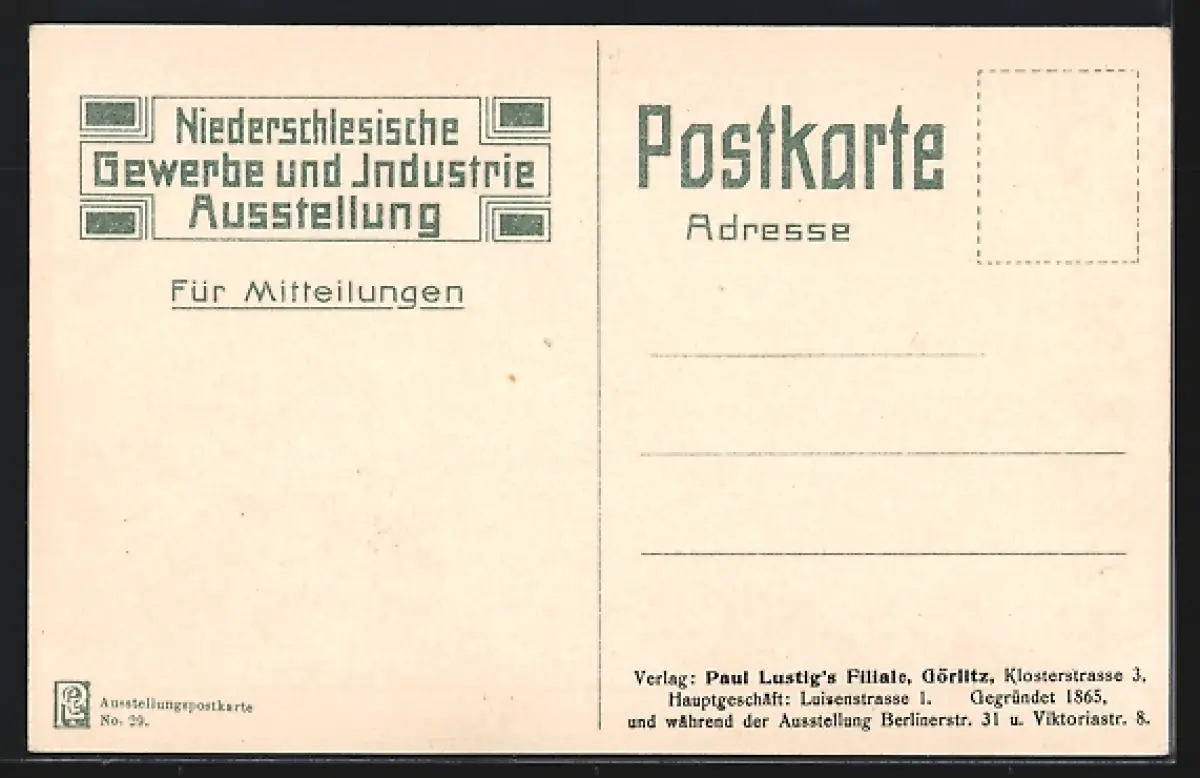 Niederschlesische
Gewerbe und Industrie
Ausstellung
Für Mitteilungen
Postkarte
Adresse
Ausstellungspostkarte
No. 29.
Verlag: Paul Lustig's Filiale, Görlitz, Klosterstrasse 3,
Hauptgeschäft: Luisenstrasse 1. Gegründet 1865,
und während der Ausstellung Berlinerstr. 31 u. Viktoriastr. 8.